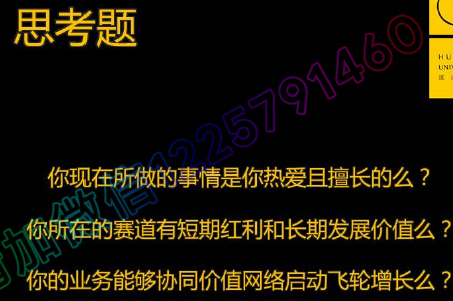 思考题
HU
UNIV
你现在所做的事情是你热爱且擅长的么？
你所在的赛道有短期红利和长期发展价值么？
你的业务能够协同价值网络启动飞轮增长么？
加微信1225791460